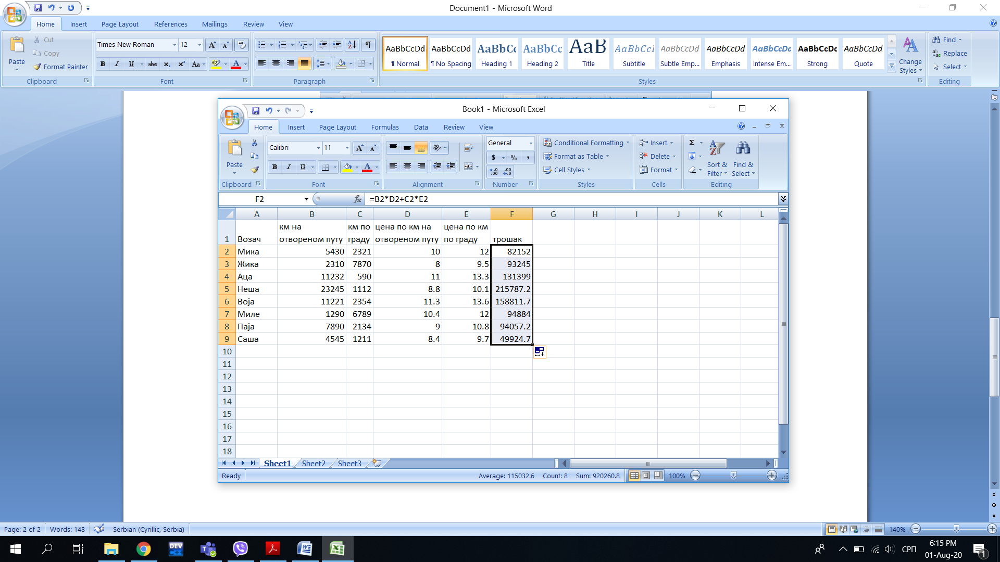 Document1 - Microsoft Word
Home Insert Page Layout References Mailings Review View
Paste
Cut
Copy
Format Painter
Clipboard
Times New Roman 12
Font
Paragraph
AaBbCcDd AaBbCcDd AaBbCc AaBbCc AaB AaBbCcI AaBbCcDd AaBbCcDd AaBbCcDd AaBbCcDd AaBbCcDd
¶ Normal ¶ No Spacing Heading 1 Heading 2 Title Subtitle Subtle Emp... Emphasis Intense Em... Strong Quote
Change Styles
Styles
Find
Replace
Select
Editing
Book1 - Microsoft Excel
Home Insert Page Layout Formulas Data Review View
Paste
Clipboard
Calibri 11
Font
Alignment
General
Number
Conditional Formatting
Format as Table
Cell Styles
Styles
Insert
Delete
Format
Cells
Sort & Filter
Find & Select
Editing
F2 =B2*D2+C2*E2
A B C D E F G H I J K L
1 Возач км на отвореном путу км по граду цена по км на отвореном путу цена по км по граду трошак
2 Мика 5430 2321 10 12 82152
3 Жика 2310 7870 8 9.5 93245
4 Аца 11232 590 11 13.3 131399
5 Неша 23245 1112 8.8 10.1 215787.2
6 Воја 11221 2354 11.3 13.6 158811.7
7 Миле 1290 6789 10.4 12 94884
8 Паја 7890 2134 9 10.8 94057.2
9 Саша 4545 1211 8.4 9.7 49924.7
10
11
12
13
14
15
16
17
18
Sheet1 Sheet2 Sheet3
Ready Average: 115032.6 Count: 8 Sum: 920260.8 100%
Page: 2 of 2 Words: 148 Serbian (Cyrillic, Serbia) 140%
DEV
СРП
6:15 PM
01-Aug-20
1